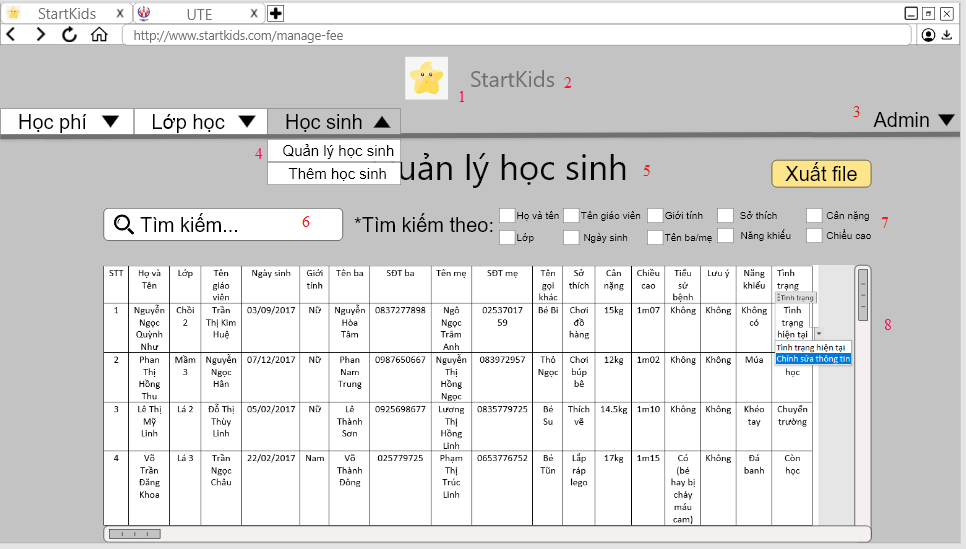 StartKids X UTE X
http://www.startkids.com/manage-fee
StartKids 2
1
3 Admin
Học phí Lớp học Học sinh
4 Quản lý học sinh
Thêm học sinh
uản lý học sinh 5
Xuất file
Tìm kiếm... 6 *Tìm kiếm theo:
Họ và tên Tên giáo viên Giới tính Sở thích Cân nặng 7
Lớp Ngày sinh Tên ba/mẹ Năng khiếu Chiều cao
STT Họ và Tên Lớp Tên giáo viên Ngày sinh Giới tính Tên ba SĐT ba Tên mẹ SĐT mẹ Tên gọi khác Sở thích Cân nặng Chiều cao Tiểu sử bệnh Lưu ý Năng khiếu Tình trạng
Tình trạng
1 Nguyễn Ngọc Quỳnh Như Chồi 2 Trần Thị Kim Huệ 03/09/2017 Nữ Nguyễn Hòa Tâm 0837277898 Ngô Ngọc Trâm Anh 0253701759 Bé Bi Chơi đồ hàng 15kg 1m07 Không Không Không có Tình trạng hiện tại
8
Tình trạng hiện tại
Chỉnh sửa thông tin
2 Phan Thị Hồng Thu Mầm 3 Nguyễn Ngọc Hân 07/12/2017 Nữ Phan Nam Trung 0987650667 Nguyễn Thị Hồng Ngọc 083972957 Thỏ Ngọc Chơi búp bê 12kg 1m02 Không Không Múa học
3 Lê Thị Mỹ Linh Lá 2 Đỗ Thị Thùy Linh 05/02/2017 Nữ Lê Thành Sơn 0925698677 Lương Thị Hồng Linh 0835779725 Bé Su Thích vẽ 14.5kg 1m10 Không Không Khéo tay Chuyển trường
4 Võ Trần Đăng Khoa Lá 3 Trần Ngọc Châu 22/02/2017 Nam Võ Thành Đông 025779725 Phạm Thị Trúc Linh 0653776752 Bé Tũn Lắp ráp lego 17kg 1m15 Có (bé hay bị chảy máu cam) Không Đá banh Còn học